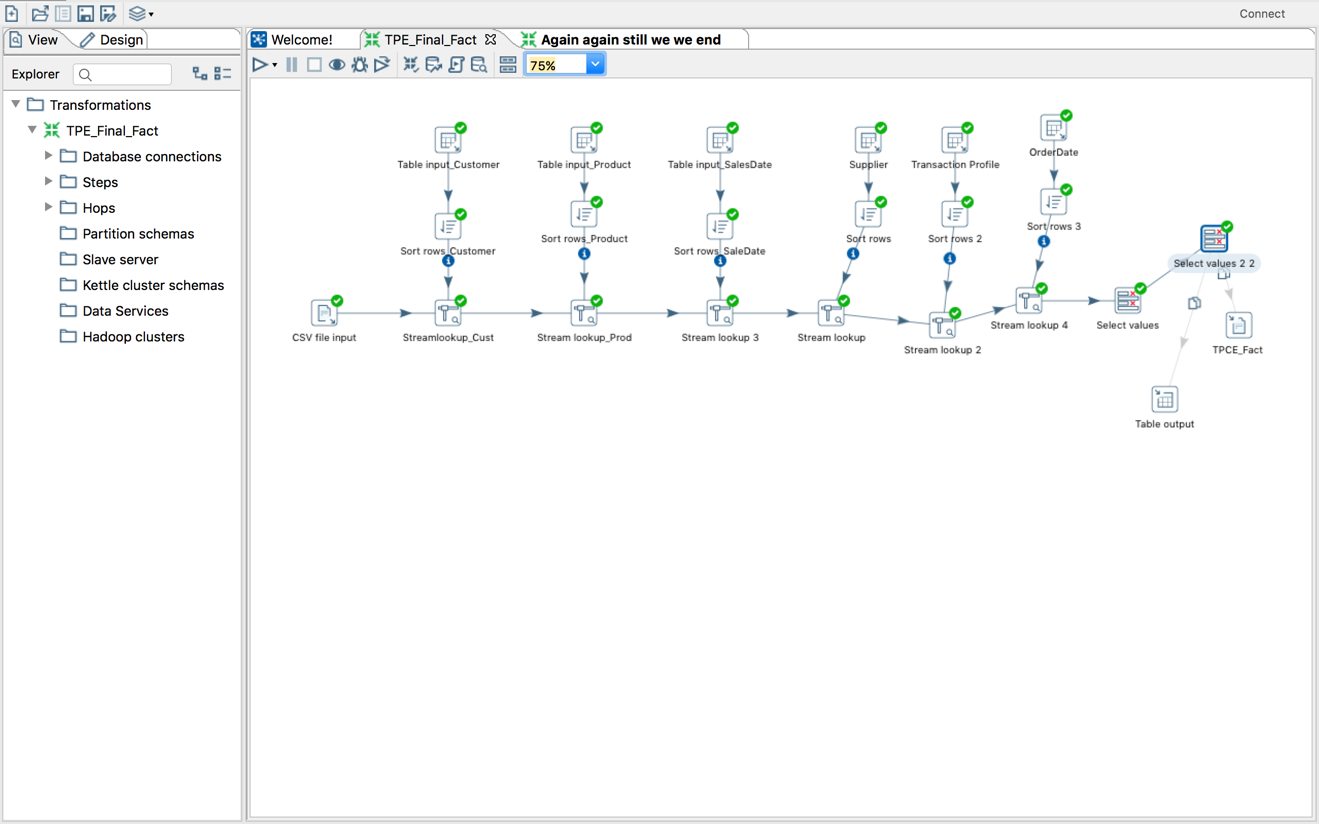 Connect
View
Design
Welcome!
TPE_Final_Fact
Again again still we we end
Explorer
75%
Transformations
TPE_Final_Fact
Database connections
Steps
Hops
Partition schemas
Slave server
Kettle cluster schemas
Data Services
Hadoop clusters
Table input_Customer
Table input_Product
Table input_SalesDate
Supplier
Transaction Profile
OrderDate
Sort rows_Customer
Sort rows_Product
Sort rows_SaleDate
Sort rows
Sort rows 2
Sort rows 3
Select values 2 2
CSV file input
Streamlookup_Cust
Stream lookup_Prod
Stream lookup 3
Stream lookup
Stream lookup 2
Stream lookup 4
Select values
TPCE_Fact
Table output